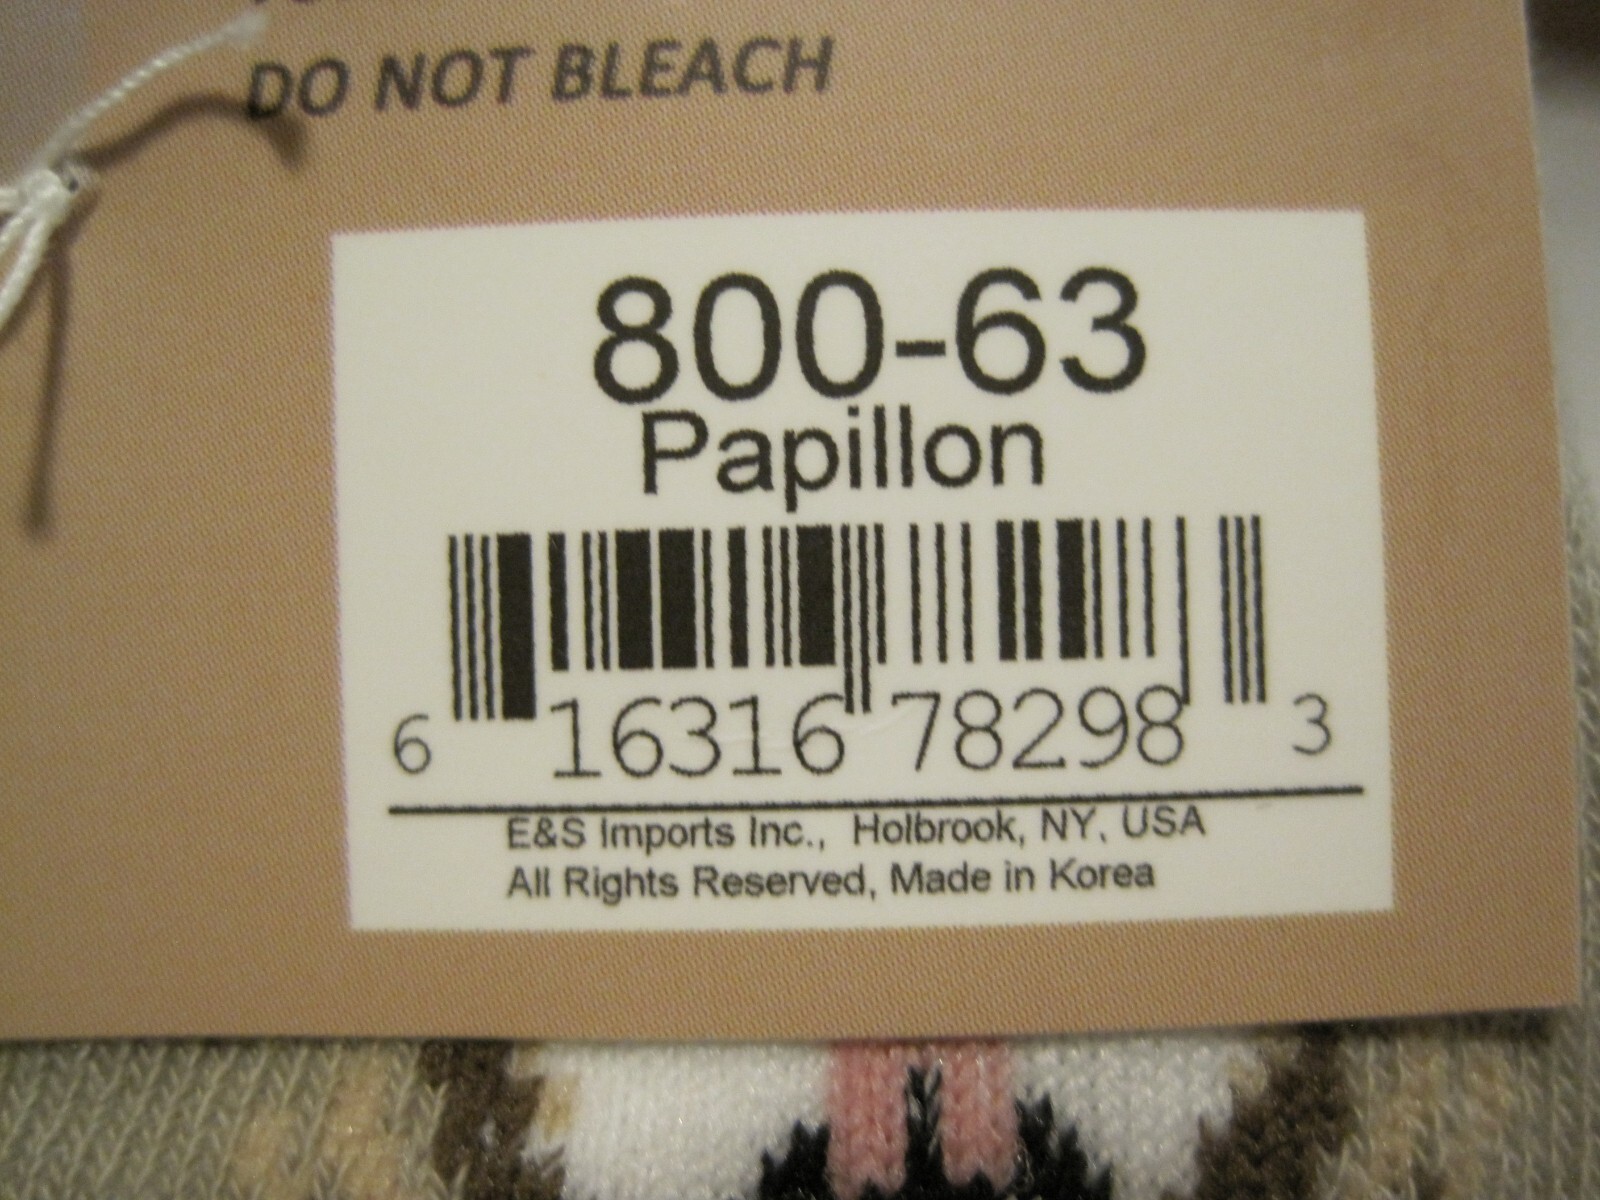 DO NOT BLEACH
800-63
Papillon
6 16316 78298 3
E&S Imports Inc., Holbrook, NY, USA
All Rights Reserved, Made in Korea